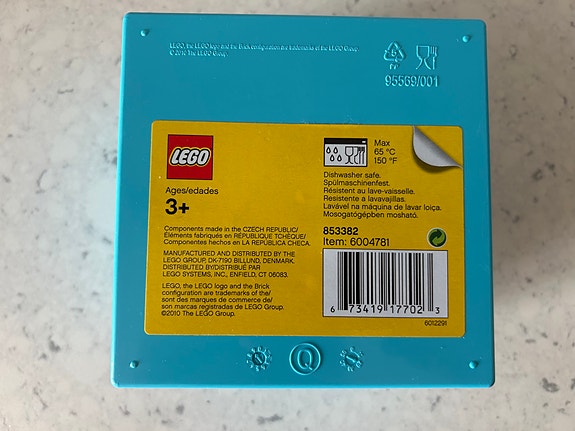 LEGO, the LEGO logo and the Brick configuration are trademarks of the LEGO Group.
© 2010 The LEGO Group.
95569/001
LEGO
Ages/edades
3+
Components made in the CZECH REPUBLIC/
Eléments fabriqués en RÉPUBLIQUE TCHÈQUE/
Componentes hechos en LA REPÚBLICA CHECA.
MANUFACTURED AND DISTRIBUTED BY THE
LEGO GROUP, DK-7190 BILLUND, DENMARK.
DISTRIBUTED BY/DISTRIBUÉ PAR
LEGO SYSTEMS, INC., ENFIELD, CT 06083.
LEGO, the LEGO logo and the Brick
configuration are trademarks of the/
sont des marques de commerce de/
son marcas registradas de LEGO Group.
©2010 The LEGO Group.
Max
65 °C
150 °F
Dishwasher safe.
Spülmaschinenfest.
Résistent au lave-vaisselle.
Resistente a lavavajillas.
Lavável na máquina de lavar loiça.
Mosogatógépben mosható.
853382
Item: 6004781
6 73419 17702 3
6012291
Q